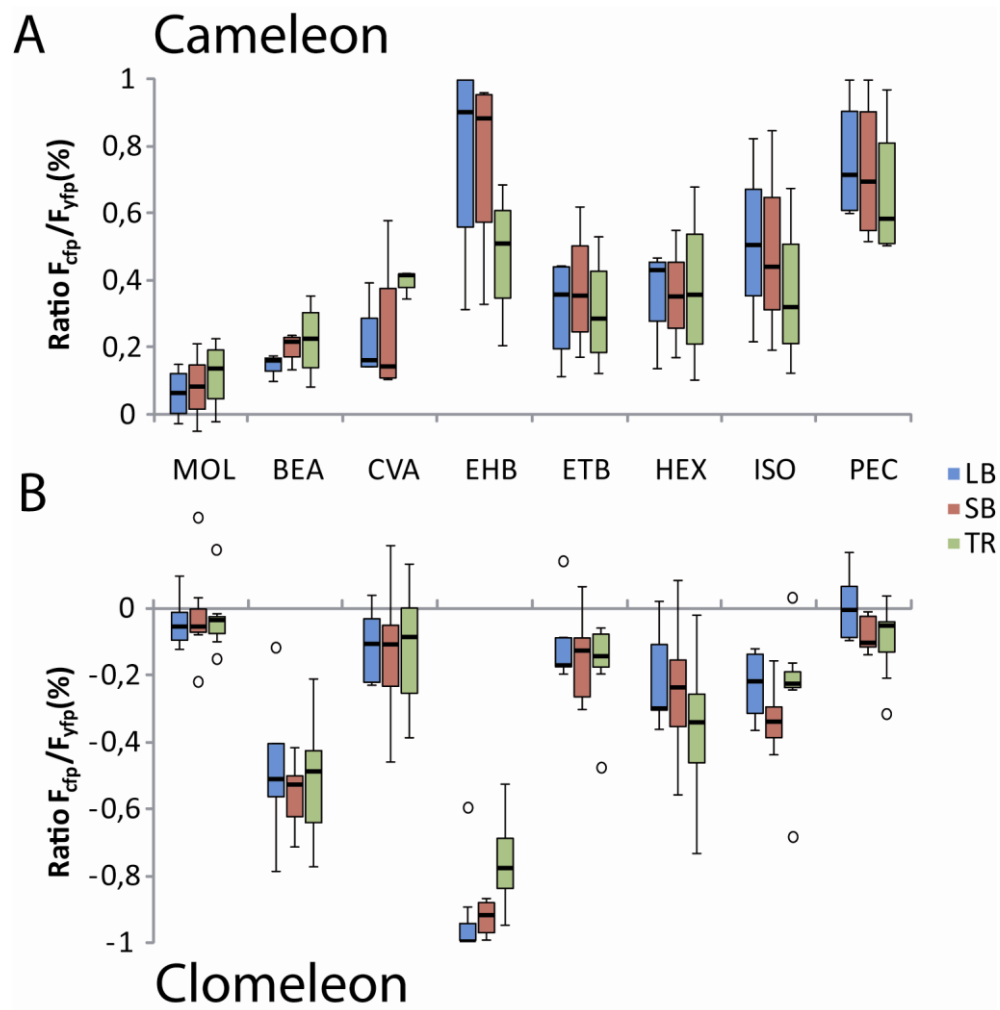 A Cameleon
Ratio Fcfp/Fyfp(%)
1
0,8
0,6
0,4
0,2
0
MOL BEA CVA EHB ETB HEX ISO PEC
LB
SB
TR
B
Ratio Fcfp/Fyfp(%)
0
-0,2
-0,4
-0,6
-0,8
-1
Clomeleon